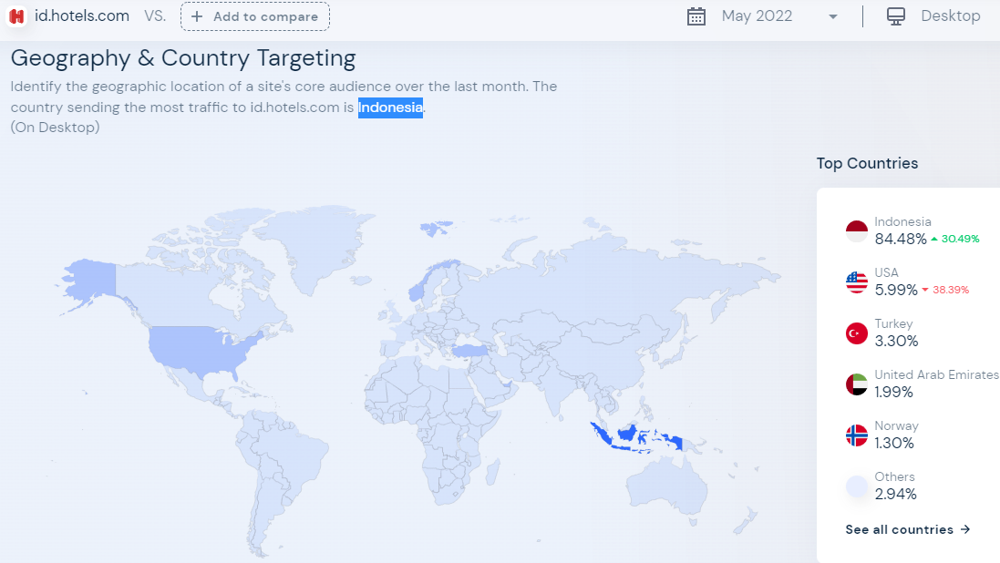 id.hotels.com VS. + Add to compare May 2022 Desktop
Geography & Country Targeting
Identify the geographic location of a site's core audience over the last month. The
country sending the most traffic to id.hotels.com is Indonesia.
(On Desktop)
Top Countries
Indonesia
84.48% 30.49%
USA
5.99% 38.39%
Turkey
3.30%
United Arab Emirates
1.99%
Norway
1.30%
Others
2.94%
See all countries →